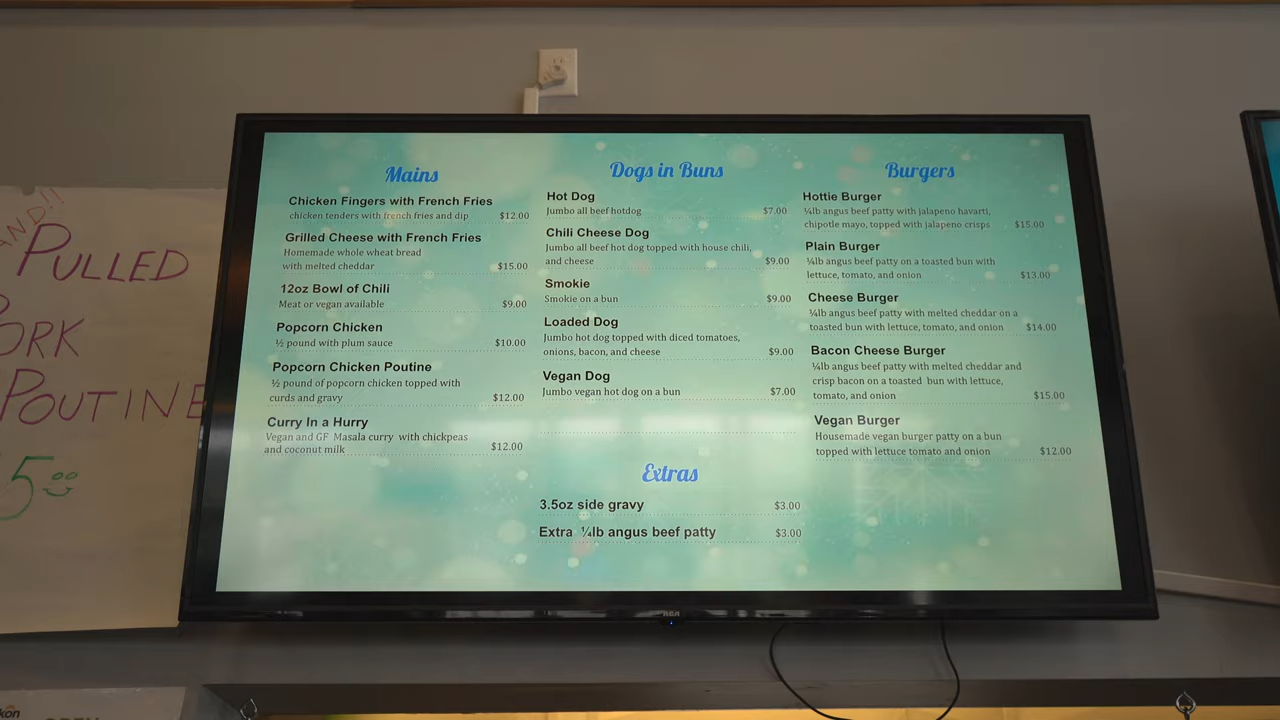 AND!!
PULLED
PORK
POUTINE
5
Mains
Chicken Fingers with French Fries
chicken tenders with french fries and dip $12.00
Grilled Cheese with French Fries
Homemade whole wheat bread
with melted cheddar $15.00
12oz Bowl of Chili
Meat or vegan available $9.00
Popcorn Chicken
½ pound with plum sauce $10.00
Popcorn Chicken Poutine
½ pound of popcorn chicken topped with
curds and gravy $12.00
Curry In a Hurry
Vegan and GF Masala curry with chickpeas
and coconut milk $12.00
Dogs in Buns
Hot Dog
Jumbo all beef hotdog $7.00
Chili Cheese Dog
Jumbo all beef hot dog topped with house chili,
and cheese $9.00
Smokie
Smokie on a bun $9.00
Loaded Dog
Jumbo hot dog topped with diced tomatoes,
onions, bacon, and cheese $9.00
Vegan Dog
Jumbo vegan hot dog on a bun $7.00
Extras
3.5oz side gravy $3.00
Extra ¼lb angus beef patty $3.00
Burgers
Hottie Burger
¼lb angus beef patty with jalapeno havarti,
chipotle mayo, topped with jalapeno crisps $15.00
Plain Burger
¼lb angus beef patty on a toasted bun with
lettuce, tomato, and onion $13.00
Cheese Burger
¼lb angus beef patty with melted cheddar on a
toasted bun with lettuce, tomato, and onion $14.00
Bacon Cheese Burger
¼lb angus beef patty with melted cheddar and
crisp bacon on a toasted bun with lettuce,
tomato, and onion $15.00
Vegan Burger
Housemade vegan burger patty on a bun
topped with lettuce tomato and onion $12.00
RCA